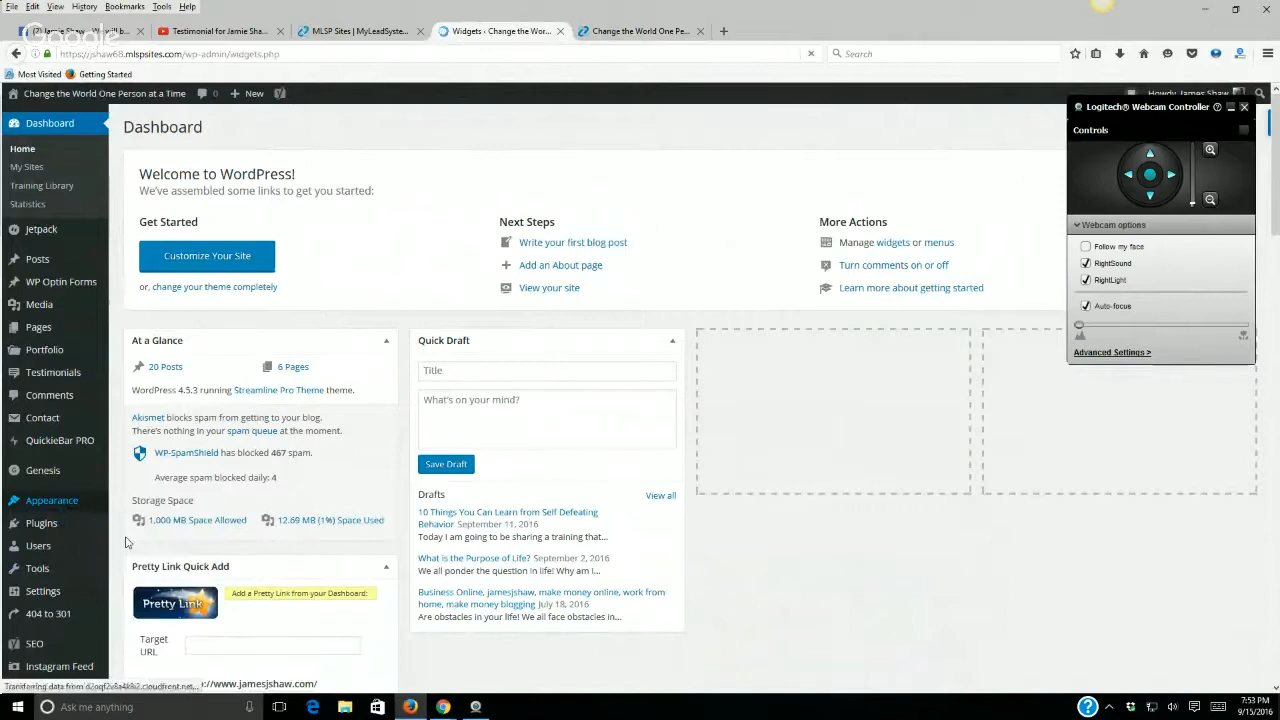 File Edit View History Bookmarks Tools Help
Google
Testimonial for Jamie Sha...
MLSP Sites | MyLeadSyste...
Widgets ‹ Change the Wor...
Change the World One Pe...
https://jshaw68.mlspsites.com/wp-admin/widgets.php
Search
Most Visited Getting Started
Change the World One Person at a Time 0 New
Howdy, James Shaw
Dashboard
Home
My Sites
Training Library
Statistics
Jetpack
Posts
WP Optin Forms
Media
Pages
Portfolio
Testimonials
Comments
Contact
QuickieBar PRO
Genesis
Appearance
Plugins
Users
Tools
Settings
404 to 301
SEO
Instagram Feed
Dashboard
Welcome to WordPress!
We've assembled some links to get you started:
Get Started
Customize Your Site
or, change your theme completely
Next Steps
Write your first blog post
Add an About page
View your site
More Actions
Manage widgets or menus
Turn comments on or off
Learn more about getting started
At a Glance
20 Posts 6 Pages
WordPress 4.5.3 running Streamline Pro Theme theme.
Akismet blocks spam from getting to your blog.
There's nothing in your spam queue at the moment.
WP-SpamShield has blocked 467 spam.
Average spam blocked daily: 4
Storage Space
1,000 MB Space Allowed 12.69 MB (1%) Space Used
Pretty Link Quick Add
Pretty Link
Add a Pretty Link from your Dashboard:
Target
URL
://www.jamesjshaw.com/
Quick Draft
Title
What's on your mind?
Save Draft
Drafts View all
10 Things You Can Learn from Self Defeating
Behavior September 11, 2016
Today I am going to be sharing a training that...
What is the Purpose of Life? September 2, 2016
We all ponder the question in life! Why am I...
Business Online, jamesjshaw, make money online, work from
home, make money blogging July 18, 2016
Are obstacles in your life! We all face obstacles in...
Logitech® Webcam Controller
Controls
Webcam options
Follow my face
RightSound
RightLight
Auto-focus
Advanced Settings >
Ask me anything
7:53 PM
9/15/2016